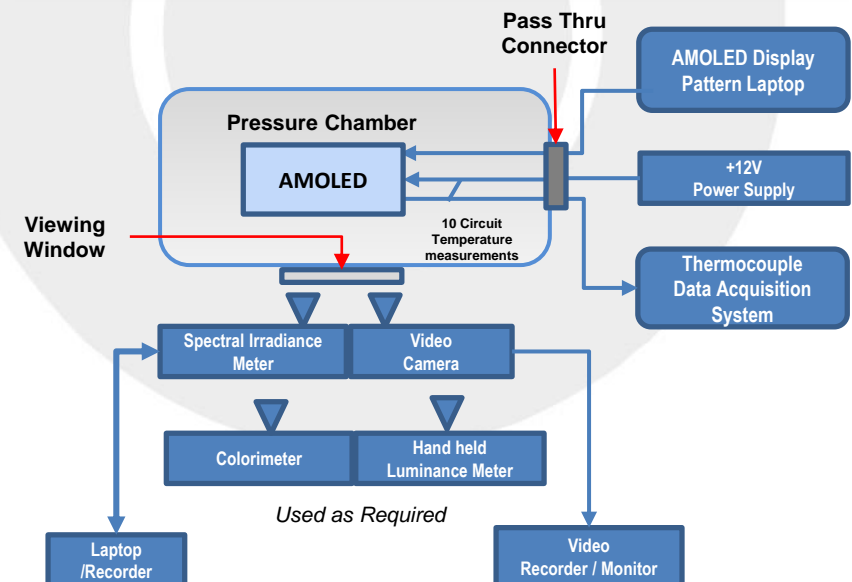 Pass Thru
Connector
AMOLED Display
Pattern Laptop
Pressure Chamber
AMOLED
+12V
Power Supply
Viewing
Window
10 Circuit
Temperature
measurements
Thermocouple
Data Acquisition
System
Spectral Irradiance
Meter
Video
Camera
Colorimeter
Hand held
Luminance Meter
Used as Required
Laptop
/Recorder
Video
Recorder / Monitor